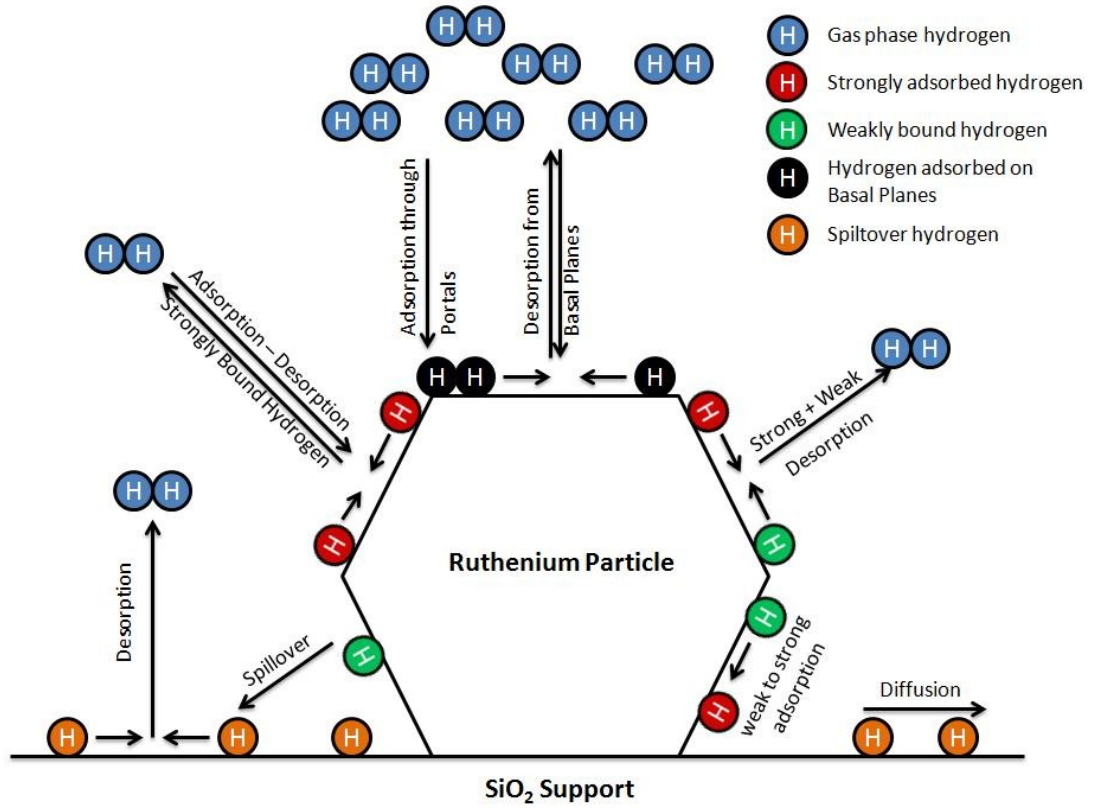 H H
H H
H H
H H
H H
H H
H H
H Gas phase hydrogen
H Strongly adsorbed hydrogen
H Weakly bound hydrogen
H Hydrogen adsorbed on
Basal Planes
H Spiltover hydrogen
Adsorption through
Portals
Desorption from
Basal Planes
H H
Adsorption – Desorption
Strongly Bound Hydrogen
H H
H
H
H
H
H H
Strong + Weak
Desorption
H H
H
H
Ruthenium Particle
H
Desorption
H
weak to strong
adsorption
H
Spillover
H
H
H
H
Diffusion
H
H
SiO₂ Support